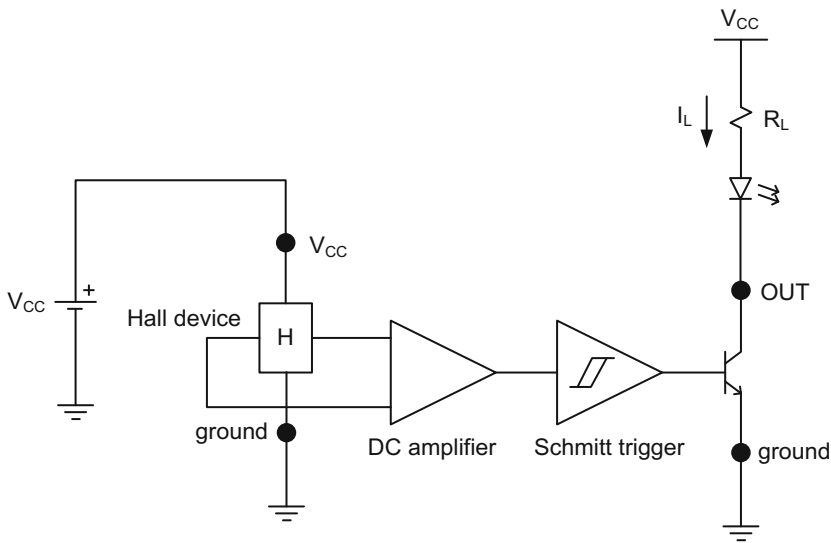 V_CC
I_L
R_L
V_CC
V_CC +
Hall device
H
OUT
ground
DC amplifier
Schmitt trigger
ground